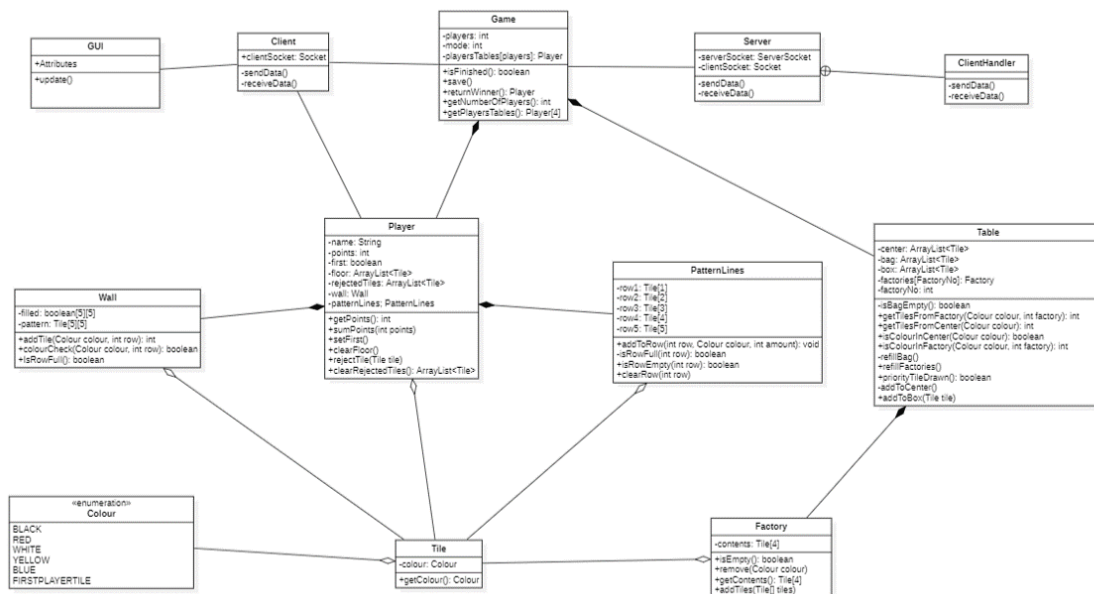 GUI
+Attributes
+update()
Client
+clientSocket: Socket
-sendData()
-receiveData()
Game
-players: int
-mode: int
-playersTables[players]: Player
+isFinished(): boolean
+save()
+returnWinner(): Player
+getNumberOfPlayers(): int
+getPlayersTables(): Player[4]
Server
-serverSocket: ServerSocket
-clientSocket: Socket
-sendData()
-receiveData()
ClientHandler
-sendData()
-receiveData()
Player
-name: String
-points: int
-first: boolean
-floor: ArrayList<Tile>
-rejectedTiles: ArrayList<Tile>
-wall: Wall
-patternLines; PatternLines
+getPoints(): int
+sumPoints(int points)
+setFirst()
+clearFloor()
+rejectTile(Tile tile)
+clearRejectedTiles(): ArrayList<Tile>
Table
-center: ArrayList<Tile>
-bag: ArrayList<Tile>
-box: ArrayList<Tile>
-factories[FactoryNo]: Factory
-factoryNo: int
-isBagEmpty(): boolean
+getTilesFromFactory(Colour colour, int factory): int
+getTilesFromCenter(Colour colour): int
+isColourInCenter(Colour colour): boolean
+isColourInFactory(Colour colour, int factory): int
-refillBag()
+refillFactories()
+priorityTileDrawn(): boolean
-addToCenter()
+addToBox(Tile tile)
PatternLines
-row1: Tile[1]
-row2: Tile[2]
-row3: Tile[3]
-row4: Tile[4]
-row5: Tile[5]
+addToRow(int row, Colour colour, int amount): void
-isRowFull(int row): boolean
+isRowEmpty(int row): boolean
+clearRow(int row)
Wall
-filled: boolean[5][5]
-pattern: Tile[5][5]
+addTile(Colour colour, int row): int
+colourCheck(Colour colour, int row): boolean
+isRowFull(): boolean
«enumeration»
Colour
BLACK
RED
WHITE
YELLOW
BLUE
FIRSTPLAYERTILE
Tile
-colour: Colour
+getColour(): Colour
Factory
-contents: Tile[4]
+isEmpty(): boolean
+remove(Colour colour)
+getContents(): Tile[4]
+addTiles(Tile[] tiles)